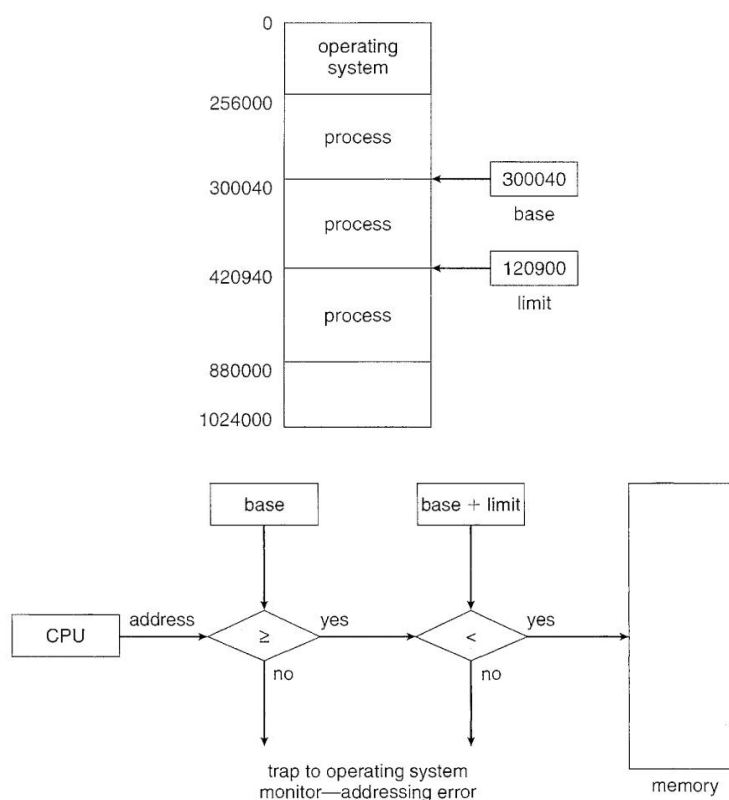 0
operating
system
256000
process
300040
300040
base
process
420940
120900
limit
process
880000
1024000
base
base + limit
CPU
address
≥
yes
<
yes
no
no
trap to operating system
monitor—addressing error
memory